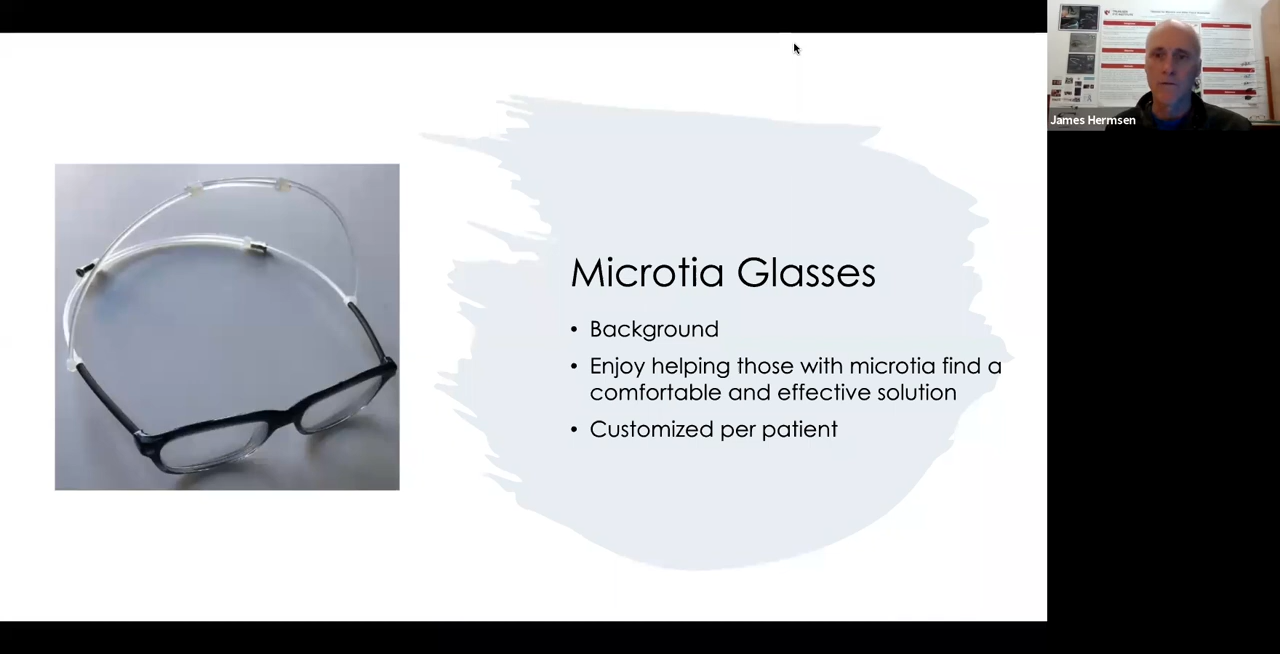 Microtia Glasses
• Background
• Enjoy helping those with microtia find a
comfortable and effective solution
• Customized per patient
James Hermsen